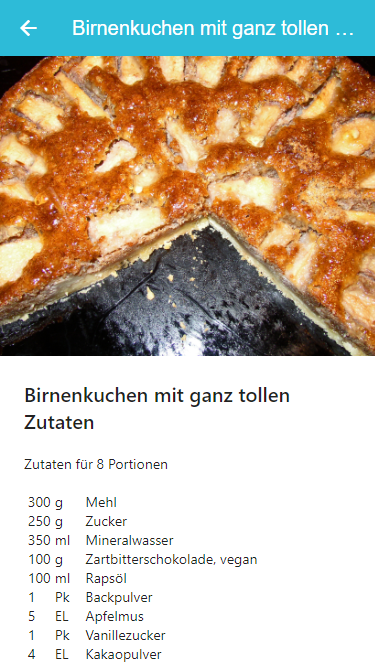 Birnenkuchen mit ganz tollen ...
Birnenkuchen mit ganz tollen
Zutaten
Zutaten für 8 Portionen
300 g Mehl
250 g Zucker
350 ml Mineralwasser
100 g Zartbitterschokolade, vegan
100 ml Rapsöl
1 Pk Backpulver
5 EL Apfelmus
1 Pk Vanillezucker
4 EL Kakaopulver